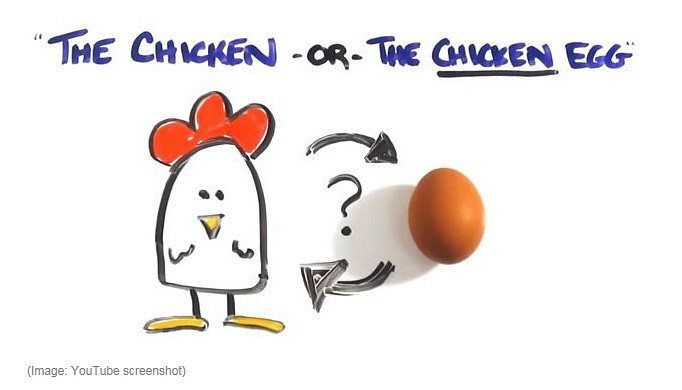 "THE CHICKEN -OR- THE CHICKEN EGG"
?
(Image: YouTube screenshot)